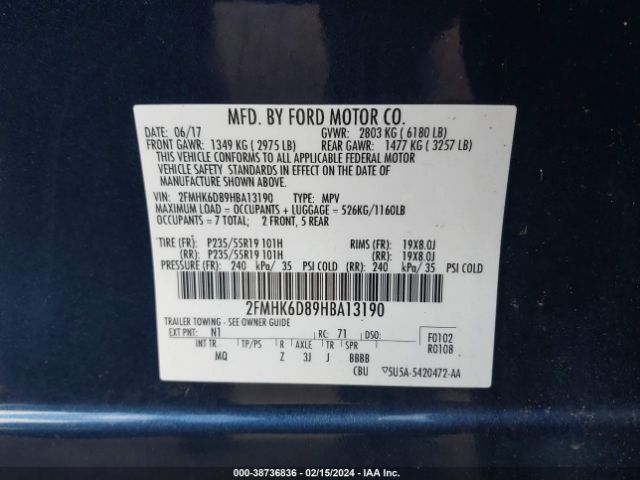 MFD. BY FORD MOTOR CO.
DATE: 06/17 GVWR: 2803 KG ( 6180 LB)
FRONT GAWR: 1349 KG ( 2975 LB) REAR GAWR: 1477 KG ( 3257 LB)
THIS VEHICLE CONFORMS TO ALL APPLICABLE FEDERAL MOTOR
VEHICLE SAFETY STANDARDS IN EFFECT ON THE DATE OF
MANUFACTURE SHOWN ABOVE.
VIN: 2FMHK6D89HBA13190 TYPE: MPV
MAXIMUM LOAD = OCCUPANTS + LUGGAGE = 526KG/1160LB
OCCUPANTS = 7 TOTAL; 2 FRONT, 5 REAR
TIRE (FR): P235/55R19 101H RIMS (FR): 19X8.0J
(RR): P235/55R19 101H (RR): 19X8.0J
PRESSURE (FR): 240 kPa/ 35 PSI COLD (RR): 240 kPa/ 35 PSI COLD
2FMHK6D89HBA13190
TRAILER TOWING - SEE OWNER GUIDE
EXT PNT: N1 RC: 71 DSO: F0102
INT TR TP/PS R AXLE TR SPR R0108
MQ Z 3J J BBBB
CBU 5U5A-5420472-AA
000-38736836 - 02/15/2024 - IAA Inc.